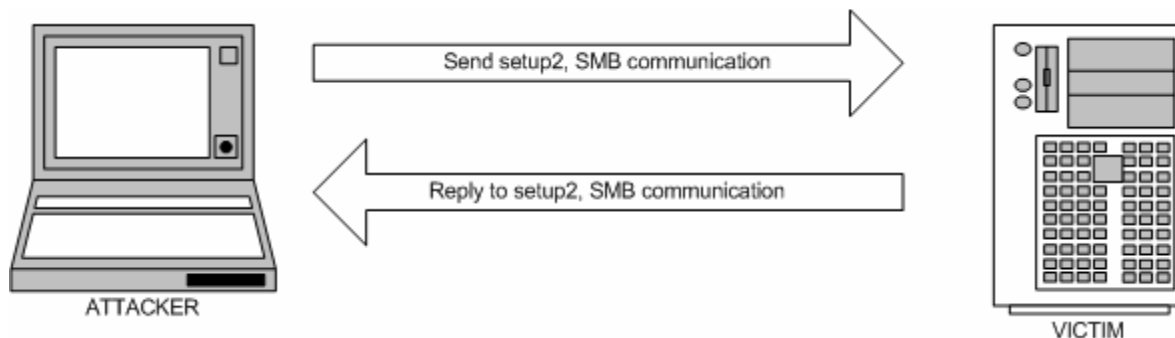 Send setup2, SMB communication
Reply to setup2, SMB communication
ATTACKER
VICTIM